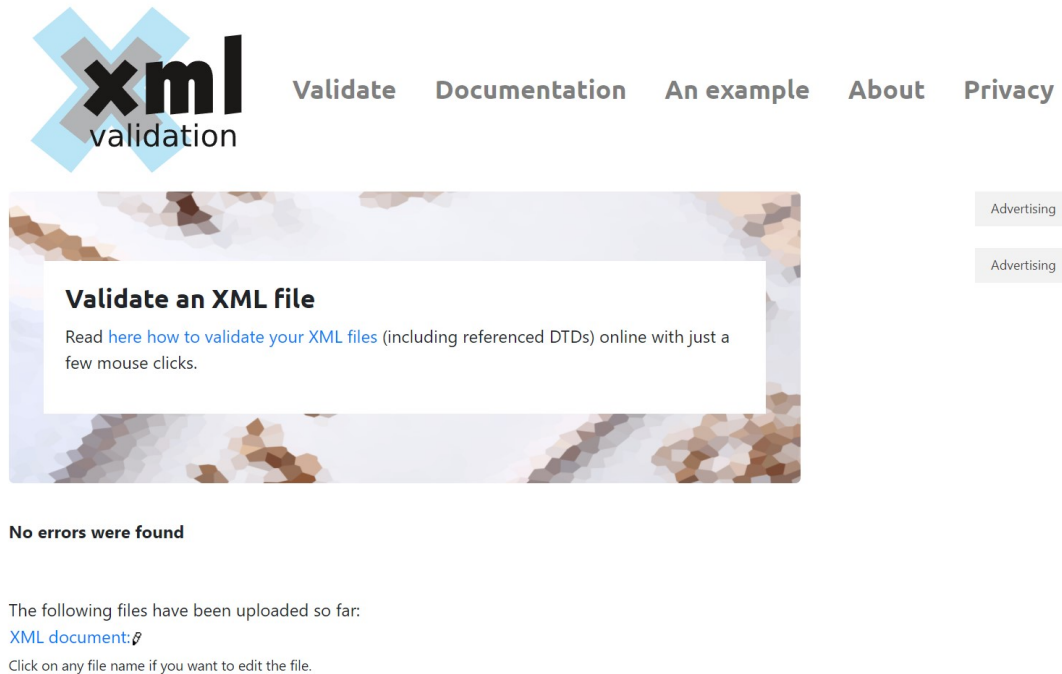 xml
validation
Validate
Documentation
An example
About
Privacy
Advertising
Advertising
Validate an XML file
Read here how to validate your XML files (including referenced DTDs) online with just a
few mouse clicks.
No errors were found
The following files have been uploaded so far:
XML document:
Click on any file name if you want to edit the file.